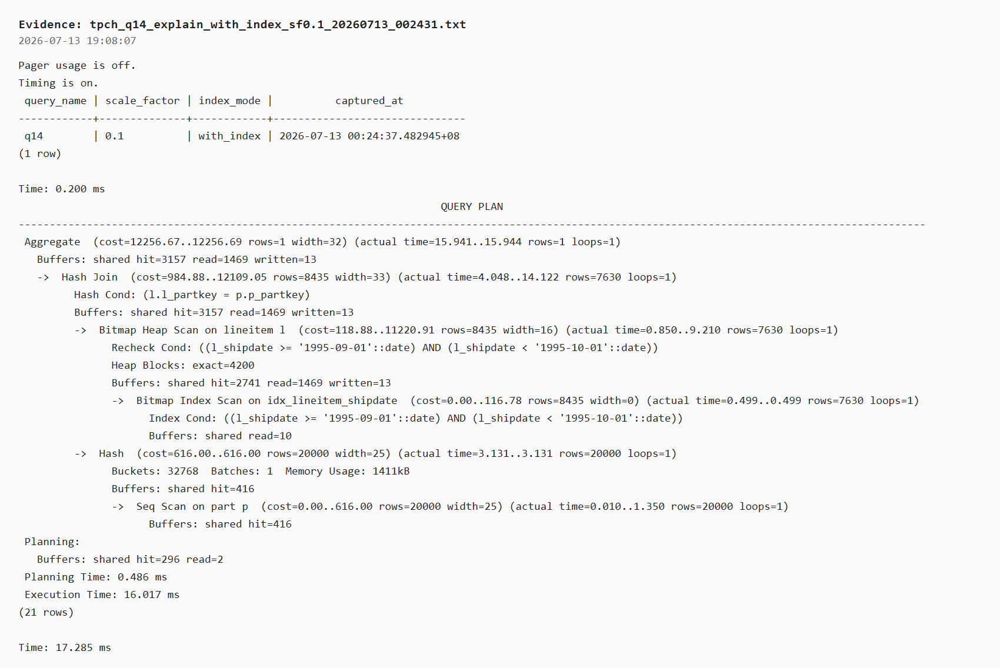 Evidence: tpch_q14_explain_with_index_sf0.1_20260713_002431.txt
2026-07-13 19:08:07
Pager usage is off.
Timing is on.
 query_name | scale_factor | index_mode |          captured_at
------------+--------------+------------+-------------------------------
 q14        | 0.1          | with_index | 2026-07-13 00:24:37.482945+08
(1 row)

Time: 0.200 ms
                                                                    QUERY PLAN
--------------------------------------------------------------------------------------------------------------------------------------------------
 Aggregate  (cost=12256.67..12256.69 rows=1 width=32) (actual time=15.941..15.944 rows=1 loops=1)
   Buffers: shared hit=3157 read=1469 written=13
   ->  Hash Join  (cost=984.88..12109.05 rows=8435 width=33) (actual time=4.048..14.122 rows=7630 loops=1)
         Hash Cond: (l.l_partkey = p.p_partkey)
         Buffers: shared hit=3157 read=1469 written=13
         ->  Bitmap Heap Scan on lineitem l  (cost=118.88..11220.91 rows=8435 width=16) (actual time=0.850..9.210 rows=7630 loops=1)
               Recheck Cond: ((l_shipdate >= '1995-09-01'::date) AND (l_shipdate < '1995-10-01'::date))
               Heap Blocks: exact=4200
               Buffers: shared hit=2741 read=1469 written=13
               ->  Bitmap Index Scan on idx_lineitem_shipdate  (cost=0.00..116.78 rows=8435 width=0) (actual time=0.499..0.499 rows=7630 loops=1)
                     Index Cond: ((l_shipdate >= '1995-09-01'::date) AND (l_shipdate < '1995-10-01'::date))
                     Buffers: shared read=10
         ->  Hash  (cost=616.00..616.00 rows=20000 width=25) (actual time=3.131..3.131 rows=20000 loops=1)
               Buckets: 32768  Batches: 1  Memory Usage: 1411kB
               Buffers: shared hit=416
               ->  Seq Scan on part p  (cost=0.00..616.00 rows=20000 width=25) (actual time=0.010..1.350 rows=20000 loops=1)
                     Buffers: shared hit=416
 Planning:
   Buffers: shared hit=296 read=2
 Planning Time: 0.486 ms
 Execution Time: 16.017 ms
(21 rows)

Time: 17.285 ms